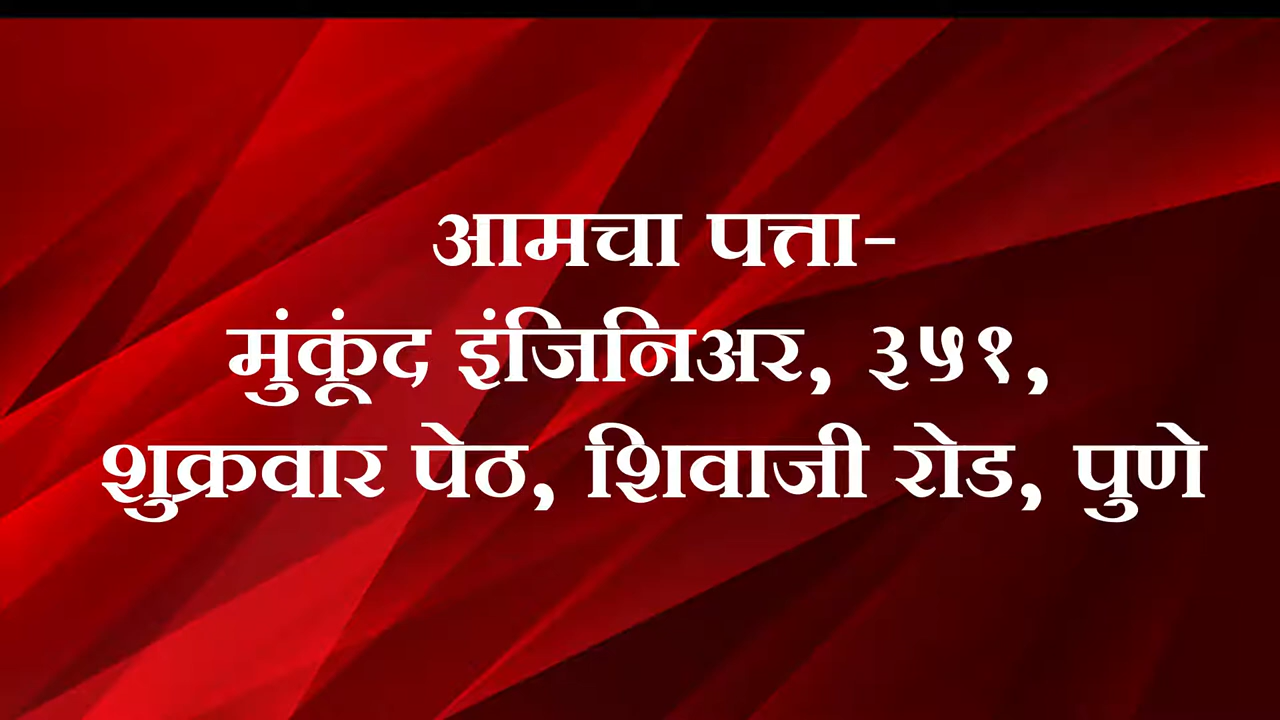 आमचा पत्ता-
मुंकूंद इंजिनिअर, ३५१,
शुक्रवार पेठ, शिवाजी रोड, पुणे